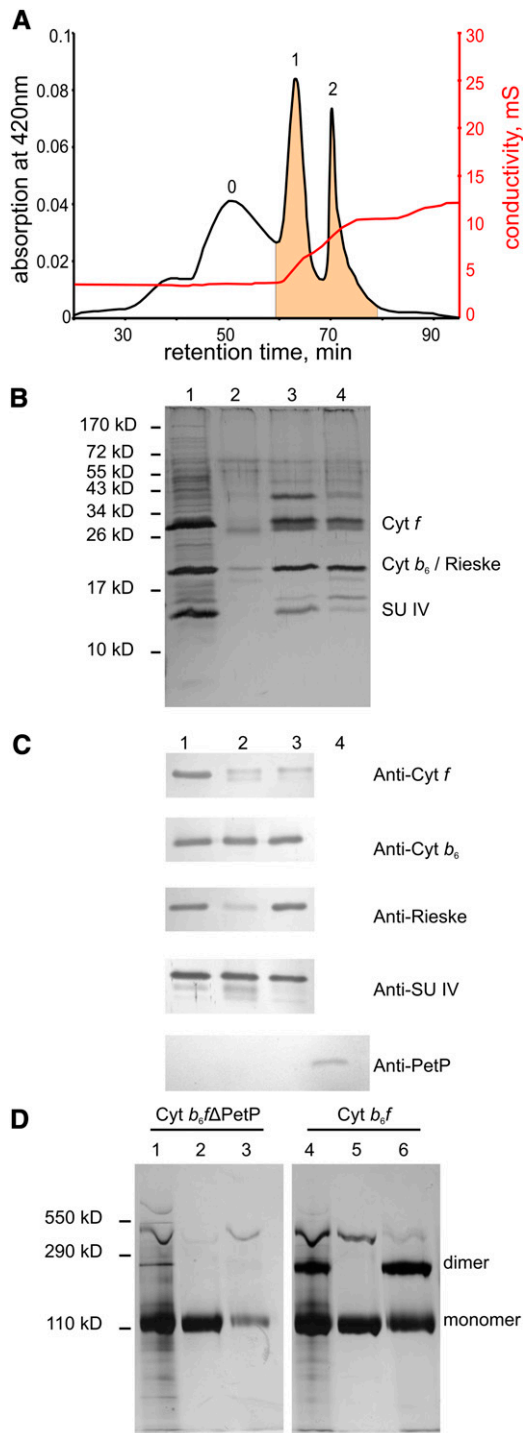 A
0.1
0.08
0.06
0.04
0.02
0
absorption at 420nm
0
1
2
30
25
20
15
10
5
0
conductivity, mS
30
50
70
90
retention time, min
B
1 2 3 4
170 kD
72 kD
55 kD
43 kD
34 kD
26 kD
17 kD
10 kD
Cyt f
Cyt b₆ / Rieske
SU IV
C
1 2 3 4
Anti-Cyt f
Anti-Cyt b₆
Anti-Rieske
Anti-SU IV
Anti-PetP
D
Cyt b₆fΔPetP
Cyt b₆f
1 2 3 4 5 6
550 kD
290 kD
110 kD
dimer
monomer